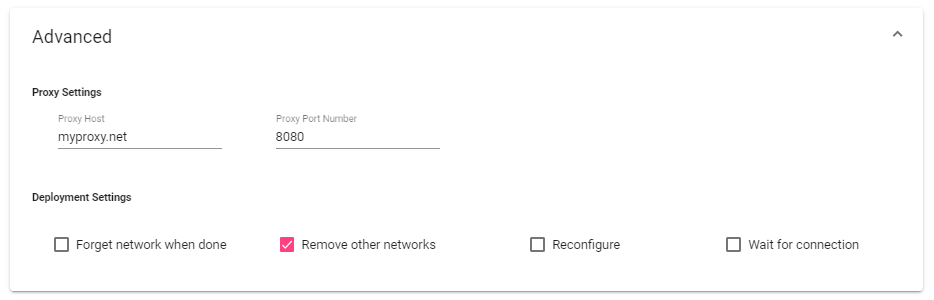 Advanced
Proxy Settings
Proxy Host Proxy Port Number
myproxy.net 8080
Deployment Settings
Forget network when done Remove other networks Reconfigure Wait for connection